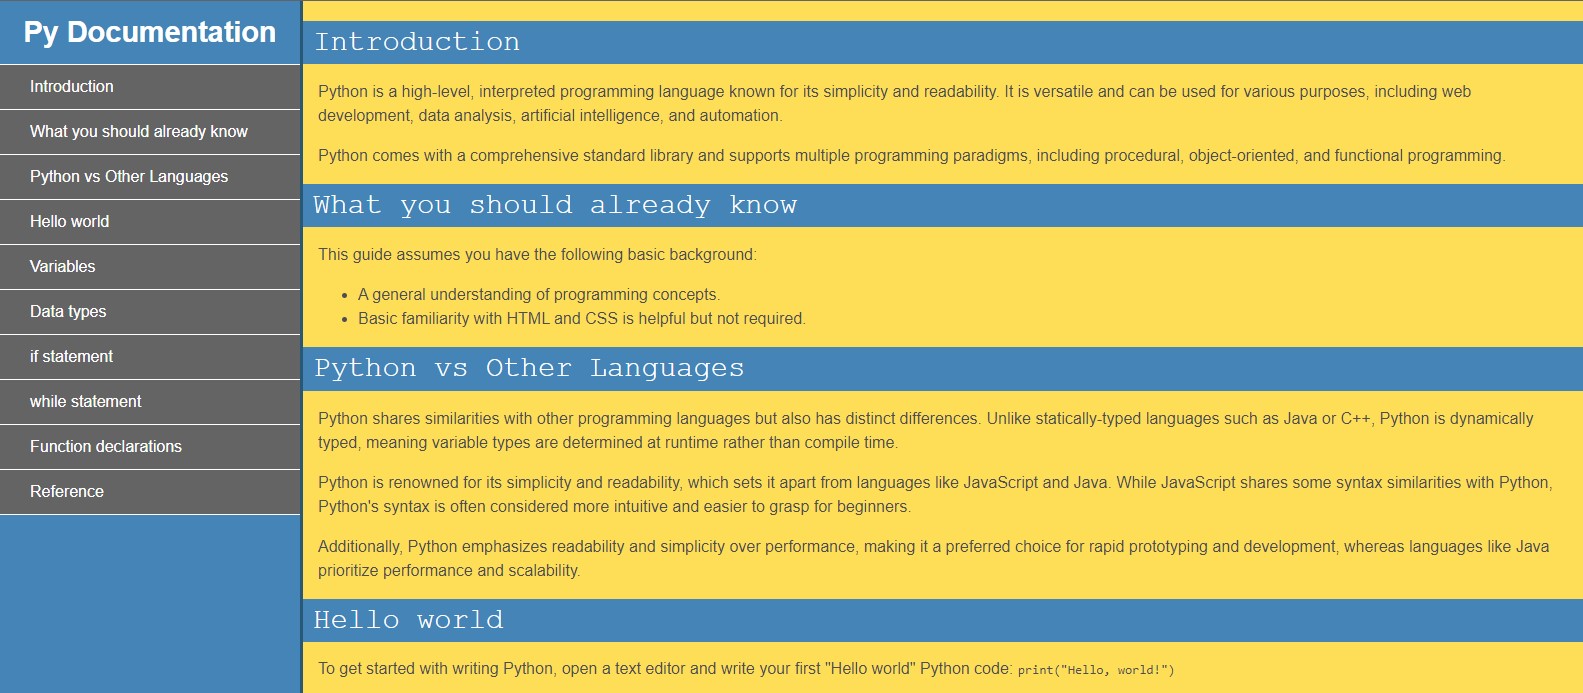 Py Documentation
Introduction
What you should already know
Python vs Other Languages
Hello world
Variables
Data types
if statement
while statement
Function declarations
Reference
Introduction
Python is a high-level, interpreted programming language known for its simplicity and readability. It is versatile and can be used for various purposes, including web
development, data analysis, artificial intelligence, and automation.
Python comes with a comprehensive standard library and supports multiple programming paradigms, including procedural, object-oriented, and functional programming.
What you should already know
This guide assumes you have the following basic background:
• A general understanding of programming concepts.
• Basic familiarity with HTML and CSS is helpful but not required.
Python vs Other Languages
Python shares similarities with other programming languages but also has distinct differences. Unlike statically-typed languages such as Java or C++, Python is dynamically
typed, meaning variable types are determined at runtime rather than compile time.
Python is renowned for its simplicity and readability, which sets it apart from languages like JavaScript and Java. While JavaScript shares some syntax similarities with Python,
Python's syntax is often considered more intuitive and easier to grasp for beginners.
Additionally, Python emphasizes readability and simplicity over performance, making it a preferred choice for rapid prototyping and development, whereas languages like Java
prioritize performance and scalability.
Hello world
To get started with writing Python, open a text editor and write your first "Hello world" Python code: print("Hello, world!")